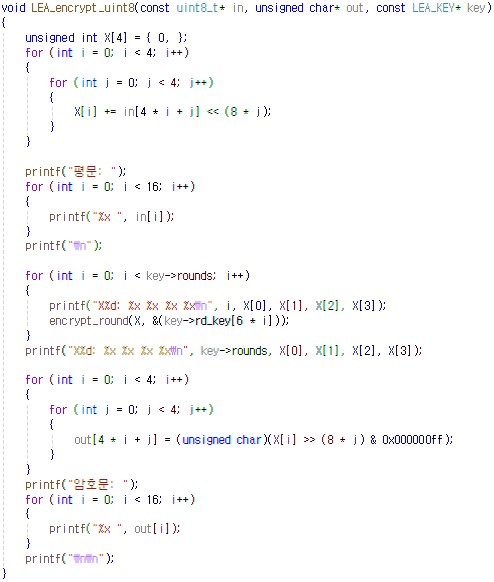 void LEA_encrypt_uint8(const uint8_t* in, unsigned char* out, const LEA_KEY* key)
{
unsigned int X[4] = { 0, };
for (int i = 0; i < 4; i++)
{
for (int j = 0; j < 4; j++)
{
X[i] += in[4 * i + j] << (8 * j);
}
}
printf("평문: ");
for (int i = 0; i < 16; i++)
{
printf("%x ", in[i]);
}
printf("₩n");
for (int i = 0; i < key->rounds; i++)
{
printf("X%d: %x %x %x %x₩n", i, X[0], X[1], X[2], X[3]);
encrypt_round(X, &(key->rd_key[6 * i]));
}
printf("X%d: %x %x %x %x₩n", key->rounds, X[0], X[1], X[2], X[3]);
for (int i = 0; i < 4; i++)
{
for (int j = 0; j < 4; j++)
{
out[4 * i + j] = (unsigned char)(X[i] >> (8 * j) & 0x000000ff);
}
}
printf("암호문: ");
for (int i = 0; i < 16; i++)
{
printf("%x ", out[i]);
}
printf("₩n₩n");
}